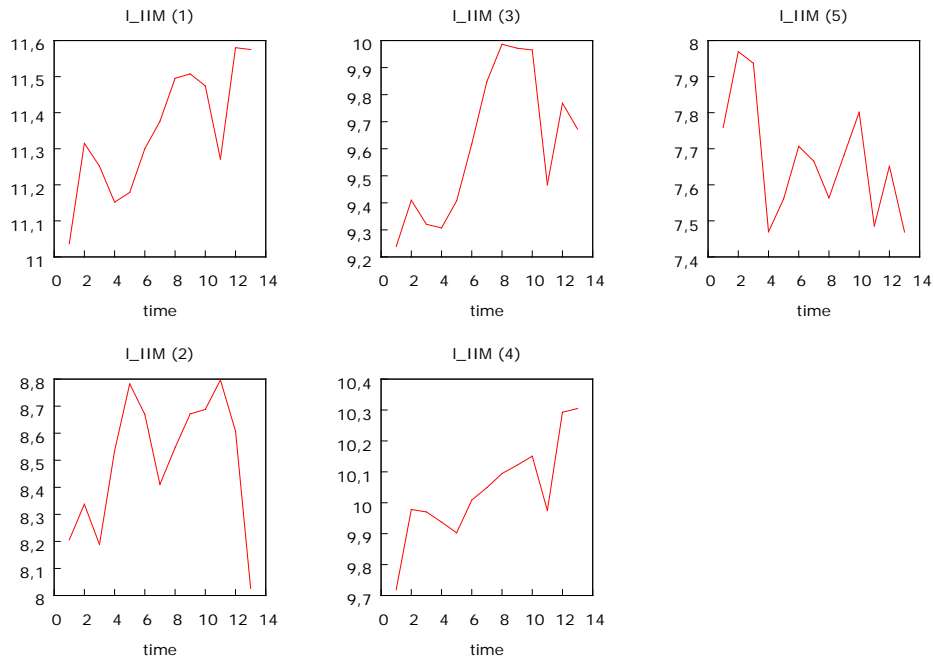 l_IIM (1)
11,6
11,5
11,4
11,3
11,2
11,1
11
0 2 4 6 8 10 12 14
time
l_IIM (3)
10
9,9
9,8
9,7
9,6
9,5
9,4
9,3
9,2
0 2 4 6 8 10 12 14
time
l_IIM (5)
8
7,9
7,8
7,7
7,6
7,5
7,4
0 2 4 6 8 10 12 14
time
l_IIM (2)
8,8
8,7
8,6
8,5
8,4
8,3
8,2
8,1
8
0 2 4 6 8 10 12 14
time
l_IIM (4)
10,4
10,3
10,2
10,1
10
9,9
9,8
9,7
0 2 4 6 8 10 12 14
time